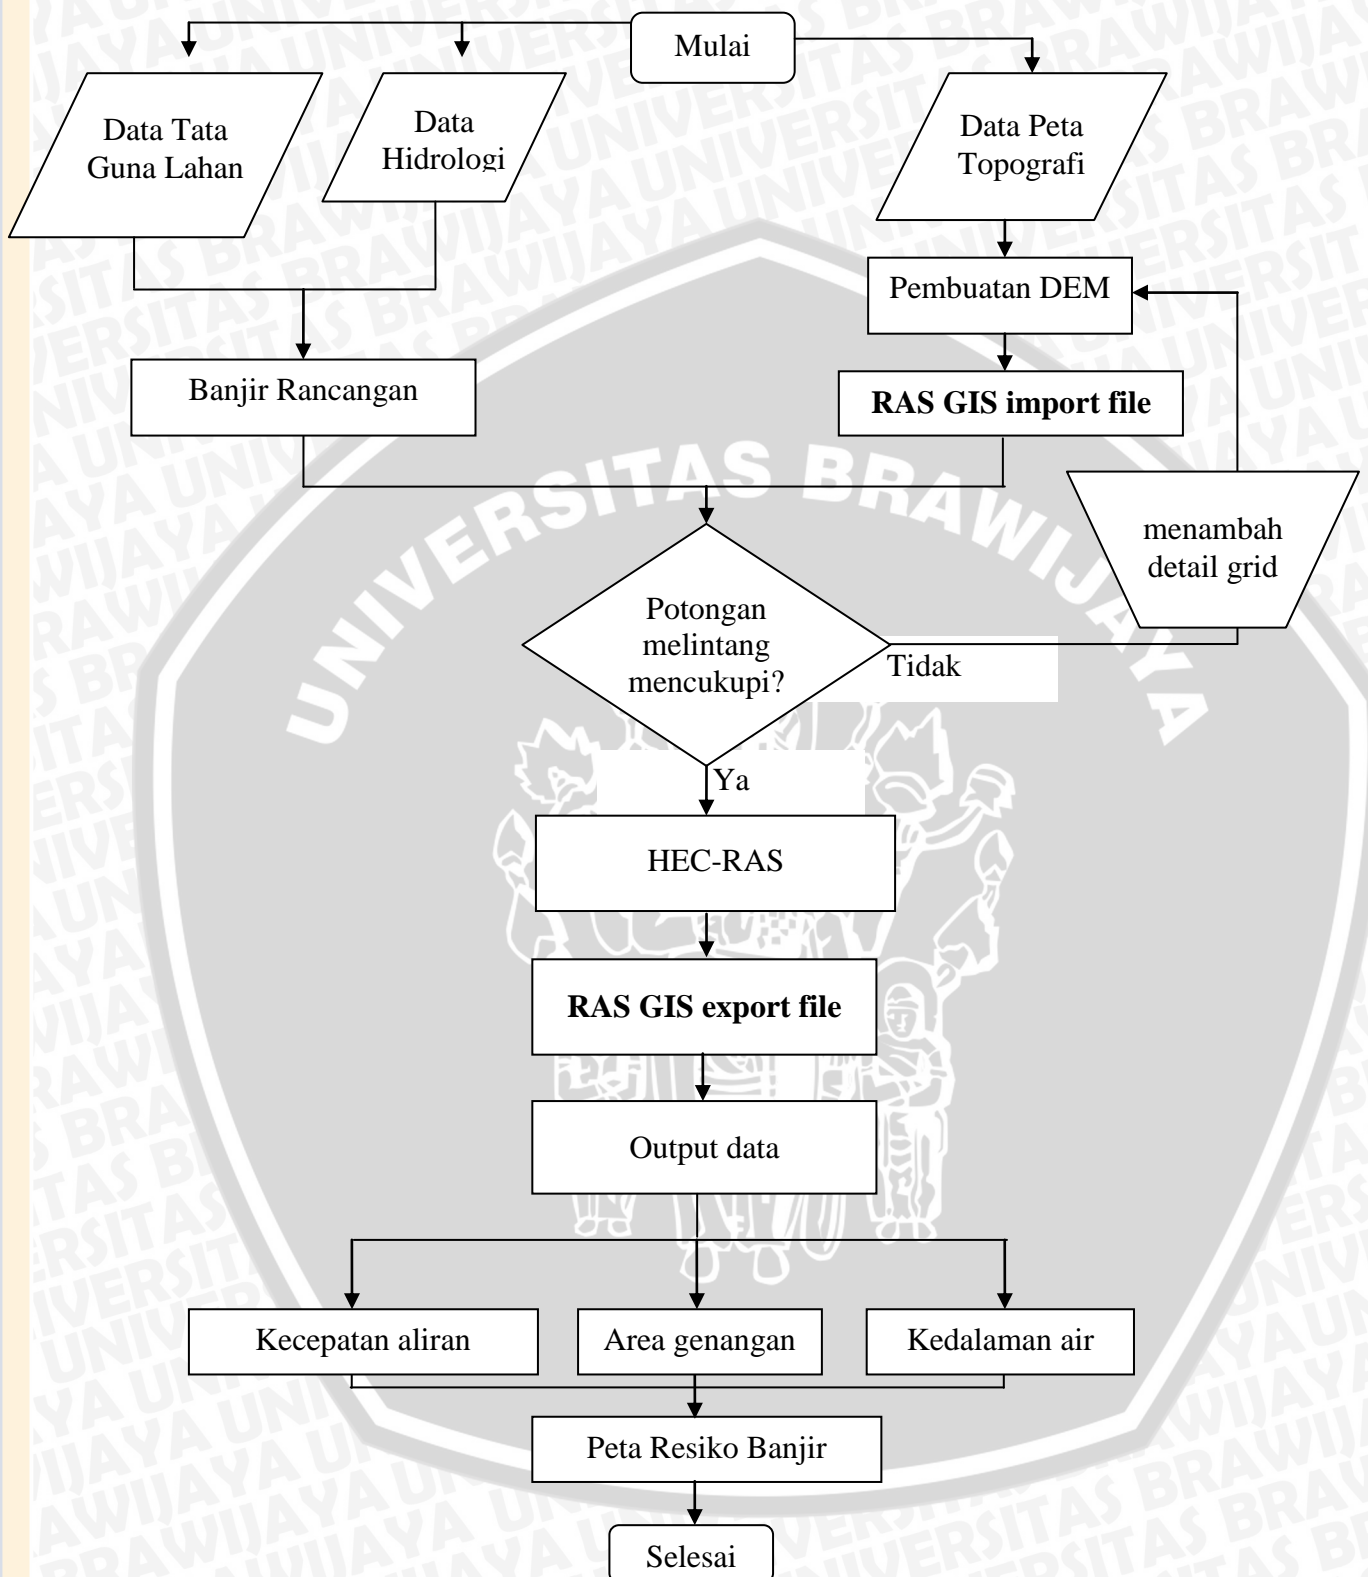 Mulai
Data Tata
Guna Lahan
Data
Hidrologi
Data Peta
Topografi
Pembuatan DEM
Banjir Rancangan
RAS GIS import file
UNIVERSITAS BRAWIJAYA
menambah
detail grid
Potongan
melintang
mencukupi?
Tidak
Ya
HEC-RAS
RAS GIS export file
Output data
Kecepatan aliran
Area genangan
Kedalaman air
Peta Resiko Banjir
Selesai